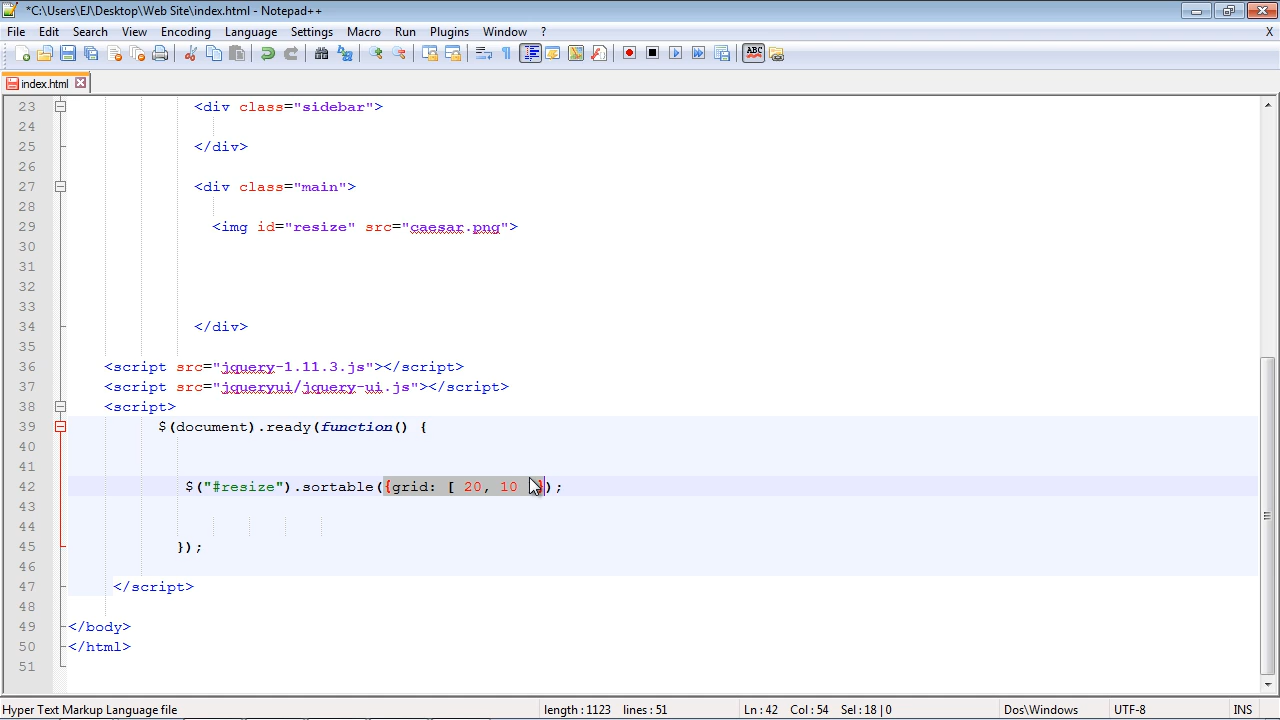 *C:\Users\EJ\Desktop\Web Site\index.html - Notepad++
File Edit Search View Encoding Language Settings Macro Run Plugins Window ? X
ABC
index.html
23 <div class="sidebar">
24
25 </div>
26
27 <div class="main">
28
29 <img id="resize" src="caesar.png">
30
31
32
33
34 </div>
35
36 <script src="jquery-1.11.3.js"></script>
37 <script src="jqueryui/jquery-ui.js"></script>
38 <script>
39 $(document).ready(function() {
40
41
42 $("#resize").sortable({grid: [ 20, 10 });
43
44
45 });
46
47 </script>
48
49 </body>
50 </html>
51
Hyper Text Markup Language file length : 1123 lines : 51 Ln : 42 Col : 54 Sel : 18 | 0 Dos\Windows UTF-8 INS